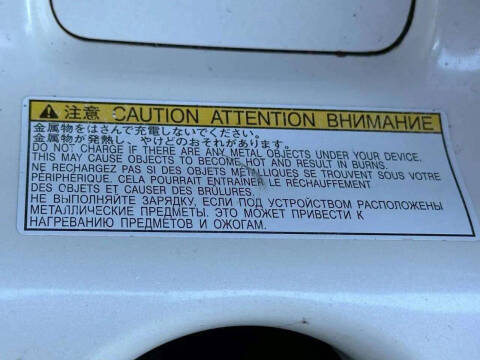 ⚠ 注意 CAUTION ATTENTION ВНИМАНИЕ
金属物をはさんで充電しないでください。
金属物が発熱し、やけどのおそれがあります。
DO NOT CHARGE IF THERE ARE ANY METAL OBJECTS UNDER YOUR DEVICE.
THIS MAY CAUSE OBJECTS TO BECOME HOT AND RESULT IN BURNS.
NE RECHARGEZ PAS SI DES OBJETS METALLIQUES SE TROUVENT SOUS VOTRE
PERIPHERIQUE. CELA POURRAIT ENTRAÎNER LE RÉCHAUFFEMENT
DES OBJETS ET CAUSER DES BRÛLURES.
НЕ ВЫПОЛНЯЙТЕ ЗАРЯДКУ, ЕСЛИ ПОД УСТРОЙСТВОМ РАСПОЛОЖЕНЫ
МЕТАЛЛИЧЕСКИЕ ПРЕДМЕТЫ. ЭТО МОЖЕТ ПРИВЕСТИ К
НАГРЕВАНИЮ ПРЕДМЕТОВ И ОЖОГАМ.